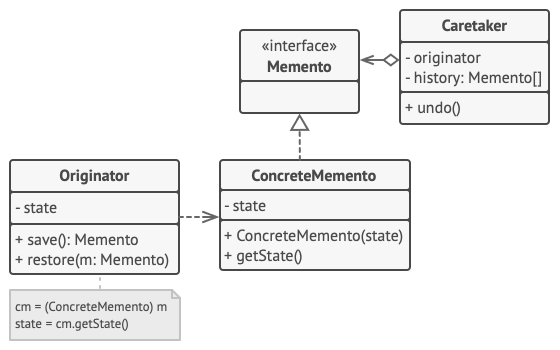 «interface»
Memento
Caretaker
- originator
- history: Memento[]
+ undo()
Originator
- state
+ save(): Memento
+ restore(m: Memento)
ConcreteMemento
- state
+ ConcreteMemento(state)
+ getState()
cm = (ConcreteMemento) m
state = cm.getState()